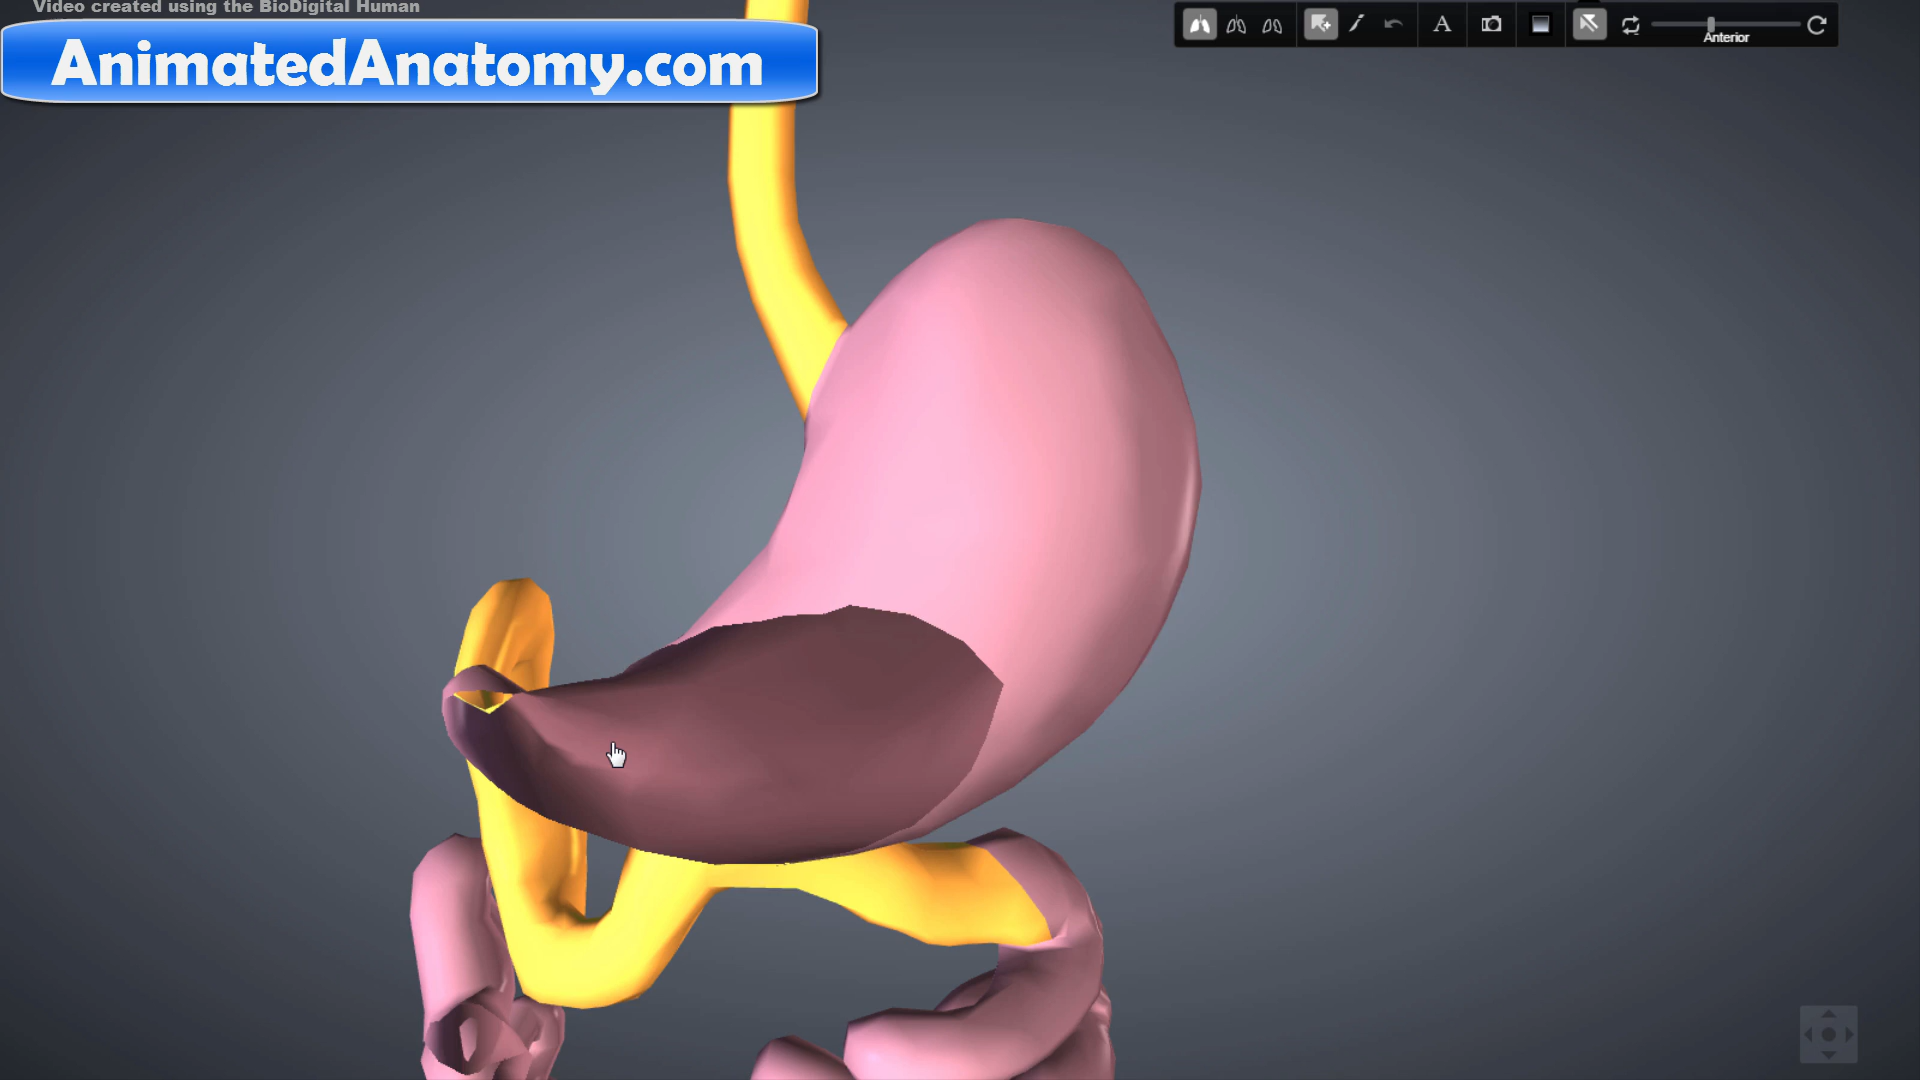 Video created using the BioDigital Human
AnimatedAnatomy.com
A
Anterior